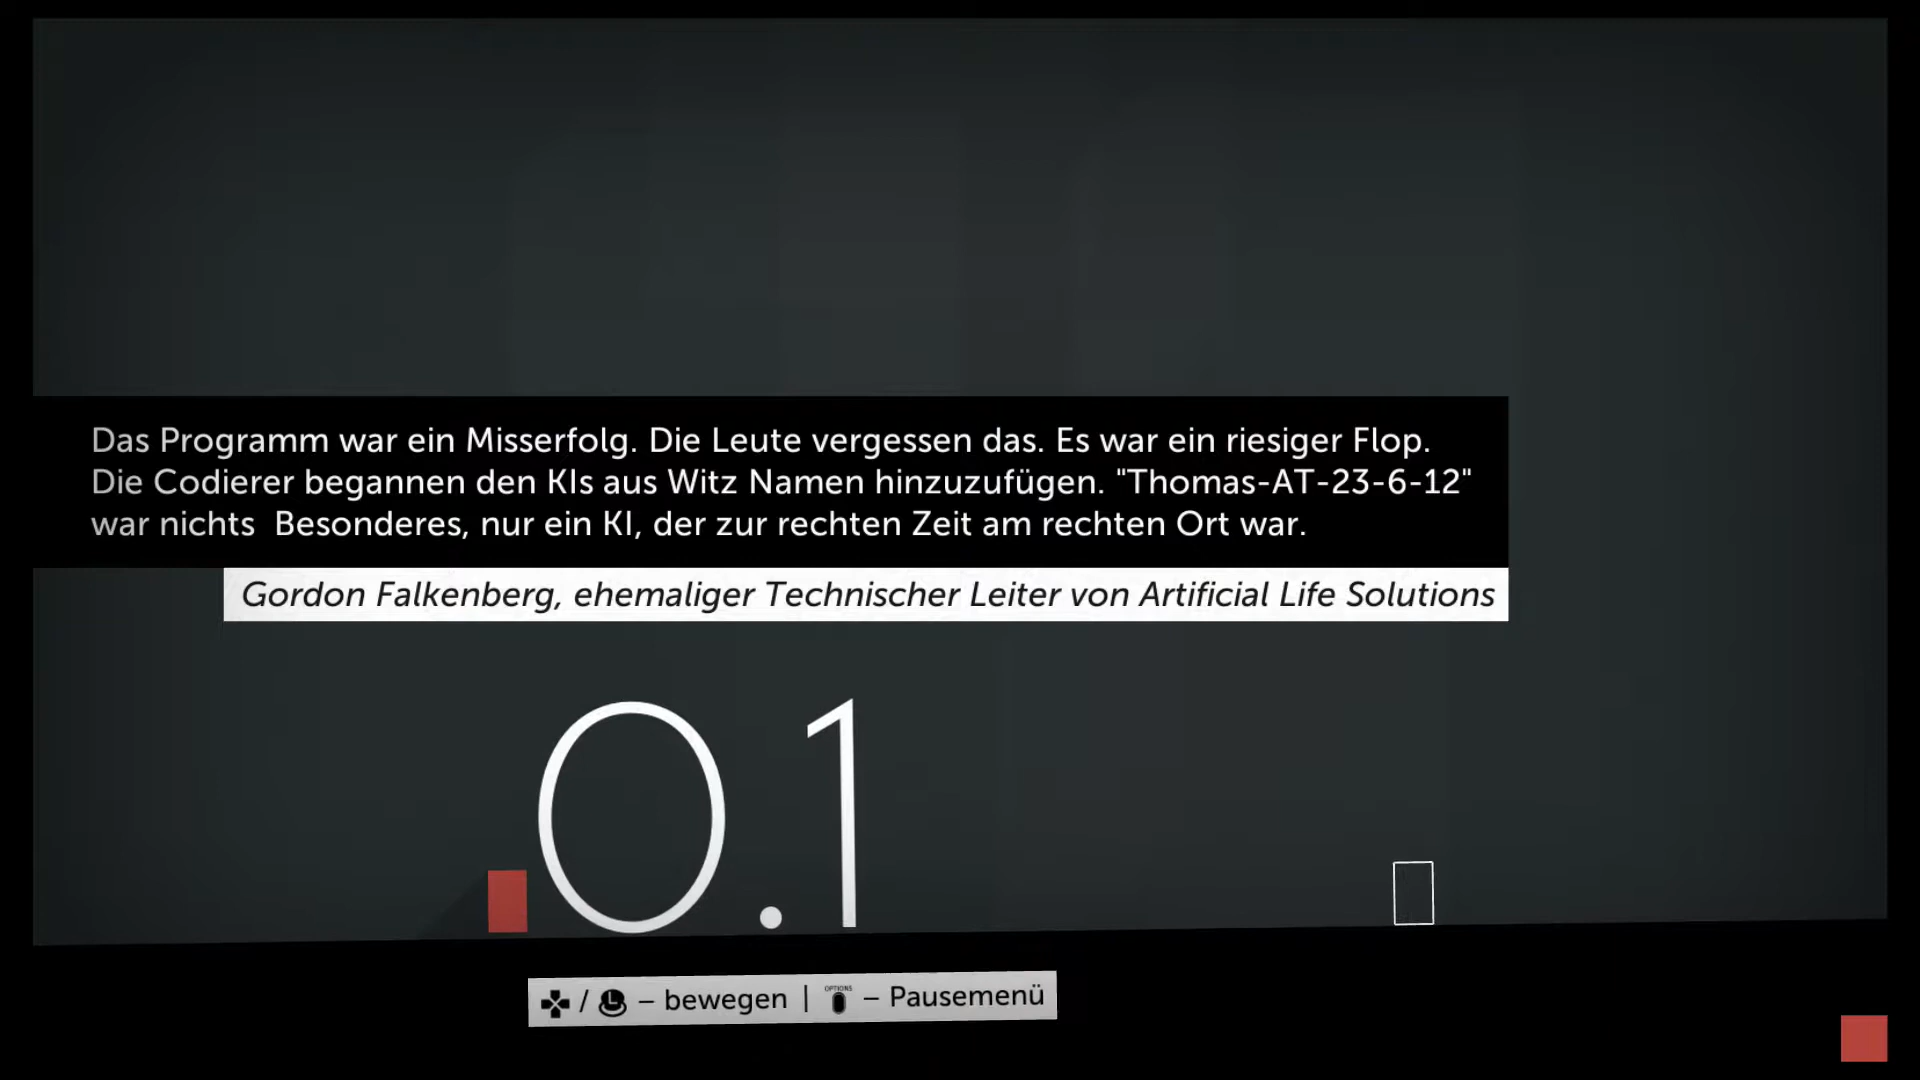 Das Programm war ein Misserfolg. Die Leute vergessen das. Es war ein riesiger Flop.
Die Codierer begannen den KIs aus Witz Namen hinzuzufügen. "Thomas-AT-23-6-12"
war nichts  Besonderes, nur ein KI, der zur rechten Zeit am rechten Ort war.
Gordon Falkenberg, ehemaliger Technischer Leiter von Artificial Life Solutions
0.1
/ L – bewegen | OPTIONS – Pausemenü